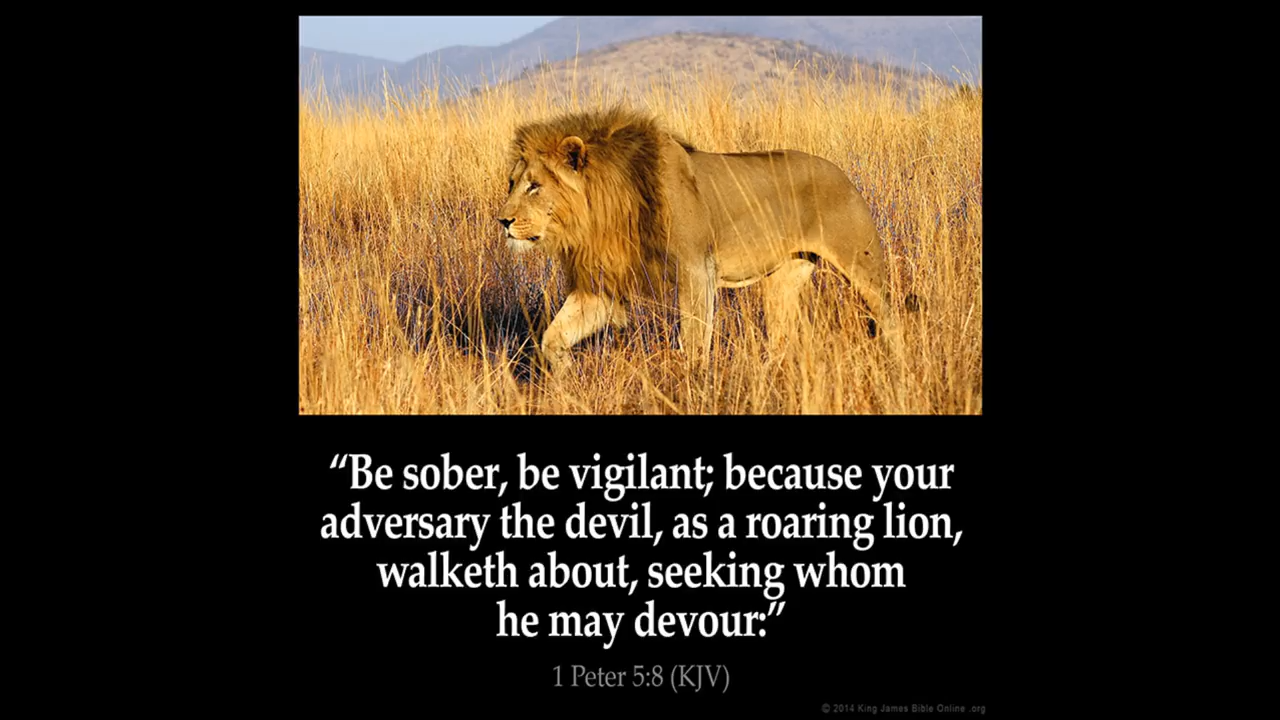 “Be sober, be vigilant; because your
adversary the devil, as a roaring lion,
walketh about, seeking whom
he may devour:”
1 Peter 5:8 (KJV)
© 2014 King James Bible Online .org